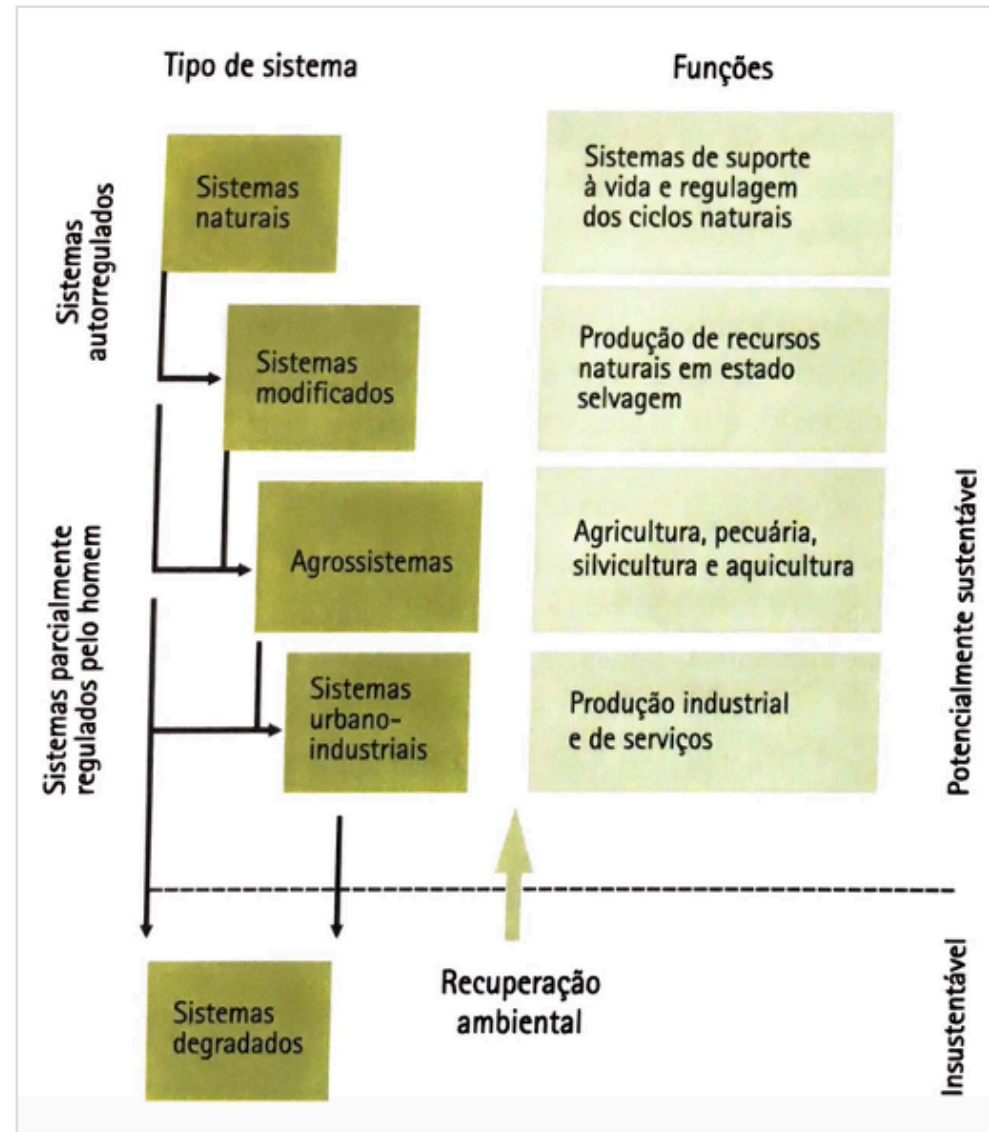 Tipo de sistema
Funções
Sistemas
autorregulados
Sistemas
naturais
Sistemas de suporte
à vida e regulagem
dos ciclos naturais
Sistemas
modificados
Produção de recursos
naturais em estado
selvagem
Sistemas parcialmente
regulados pelo homem
Agrossistemas
Agricultura, pecuária,
silvicultura e aquicultura
Sistemas
urbano-
industriais
Produção industrial
e de serviços
Potencialmente sustentável
Sistemas
degradados
Recuperação
ambiental
Insustentável